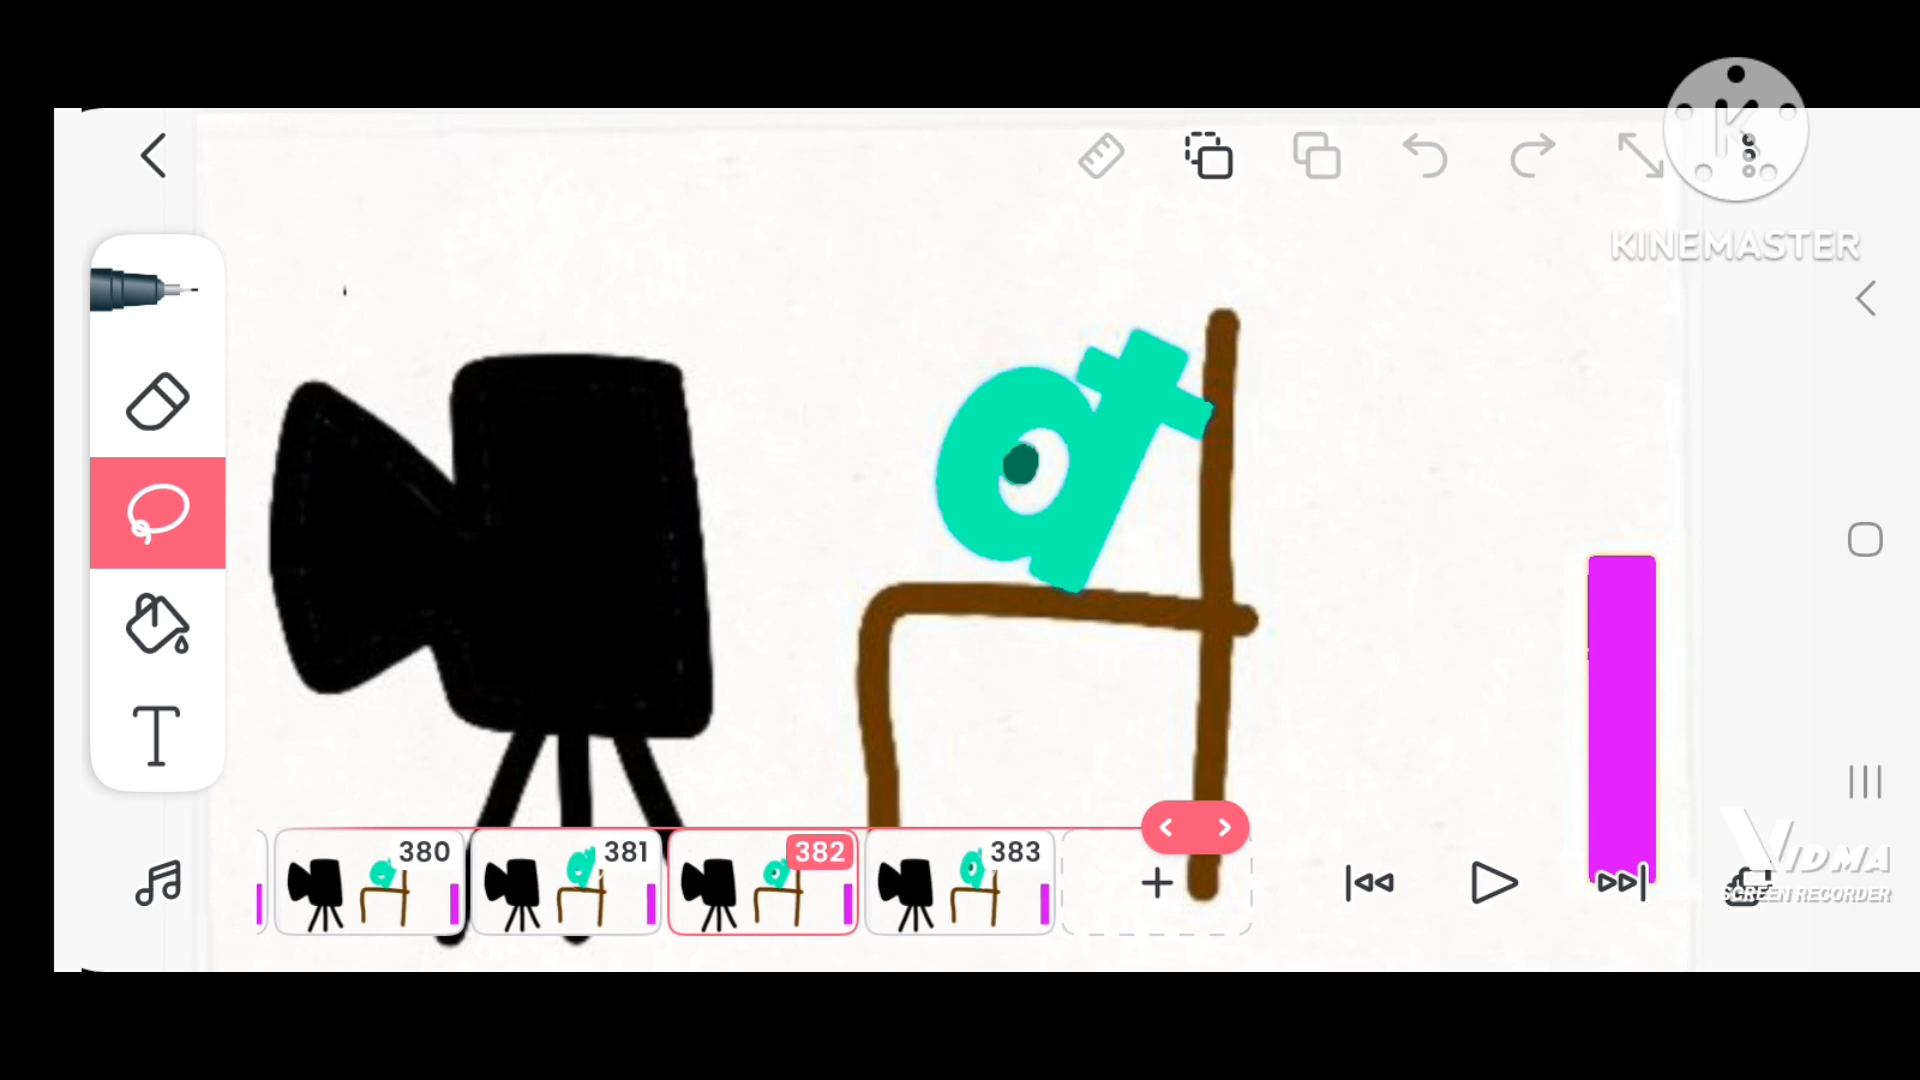 K
KINEMASTER
T
380
381
382
383
VIDMA
SCREEN RECORDER